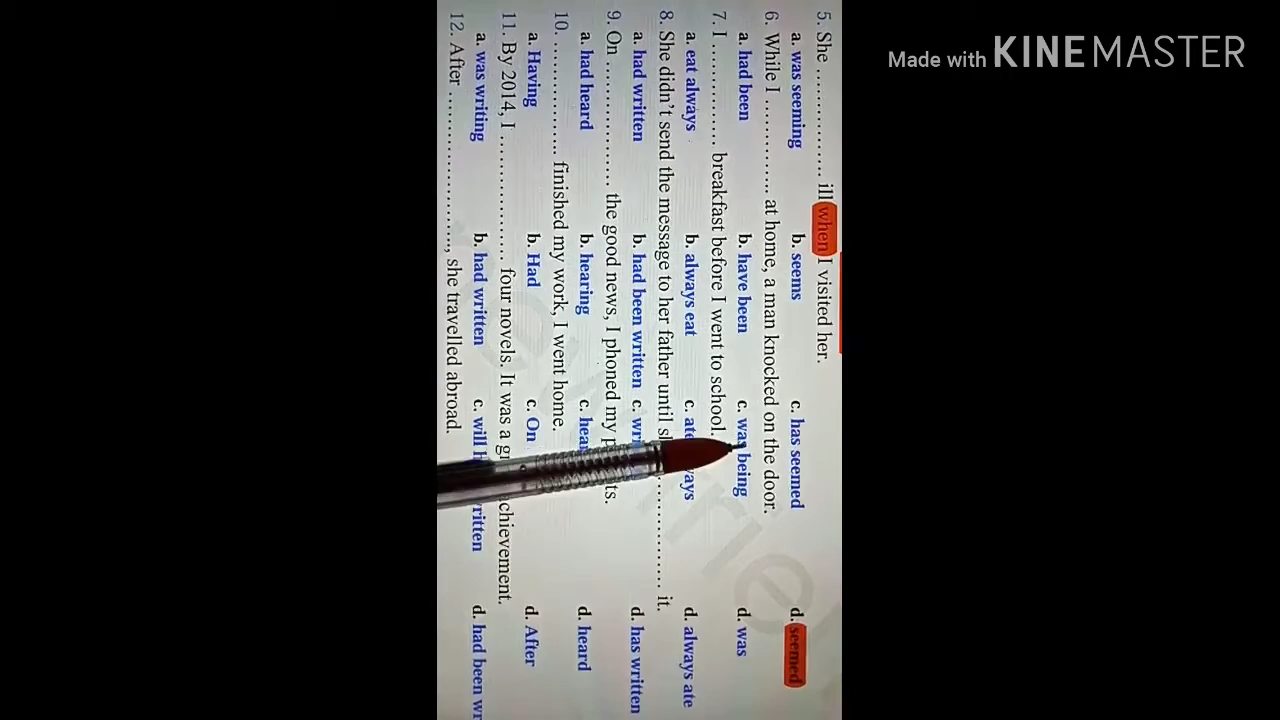 Made with KINEMASTER
5. She .................. ill when I visited her.
a. was seeming b. seems c. has seemed d. seemed
6. While I .............. at home, a man knocked on the door.
a. had been b. have been c. was being d. was
7. I ................ breakfast before I went to school.
a. eat always b. always eat c. d. always ate
8. She didn't send the message to her father until ................ it.
a. had written b. had been written c. d. has written
9. On .................. the good news, I phoned my
a. had heard b. hearing c. d. heard
10. ................ finished my work, I went home.
a. Having b. Had c. On d. After
11. By 2014, I .................. four novels. It was a
a. was writing b. had written c. will d. had been
12. After ......................, she travelled abroad.